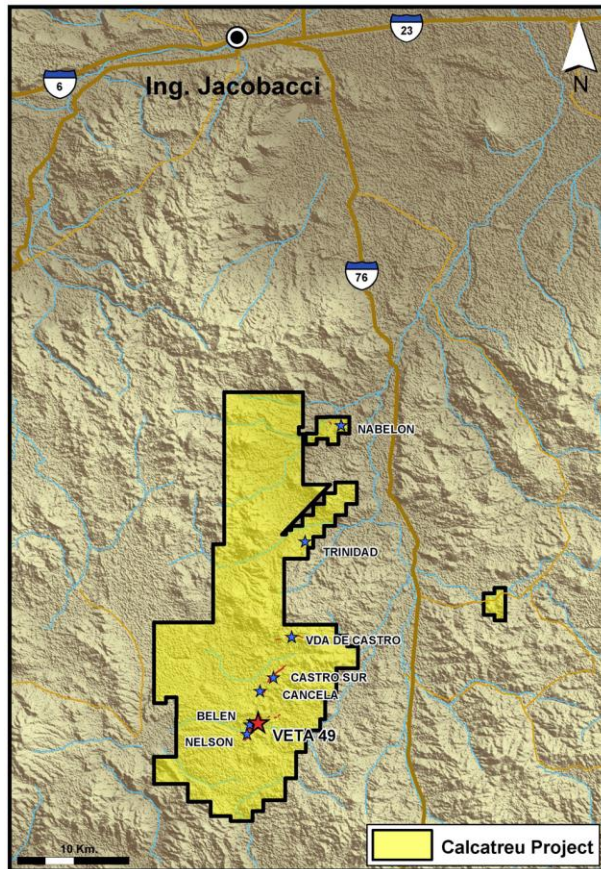 23
6
N
Ing. Jacobacci
76
NABELON
TRINIDAD
VDA DE CASTRO
CASTRO SUR
CANCELA
BELEN
VETA 49
NELSON
10 Km.
Calcatreu Project